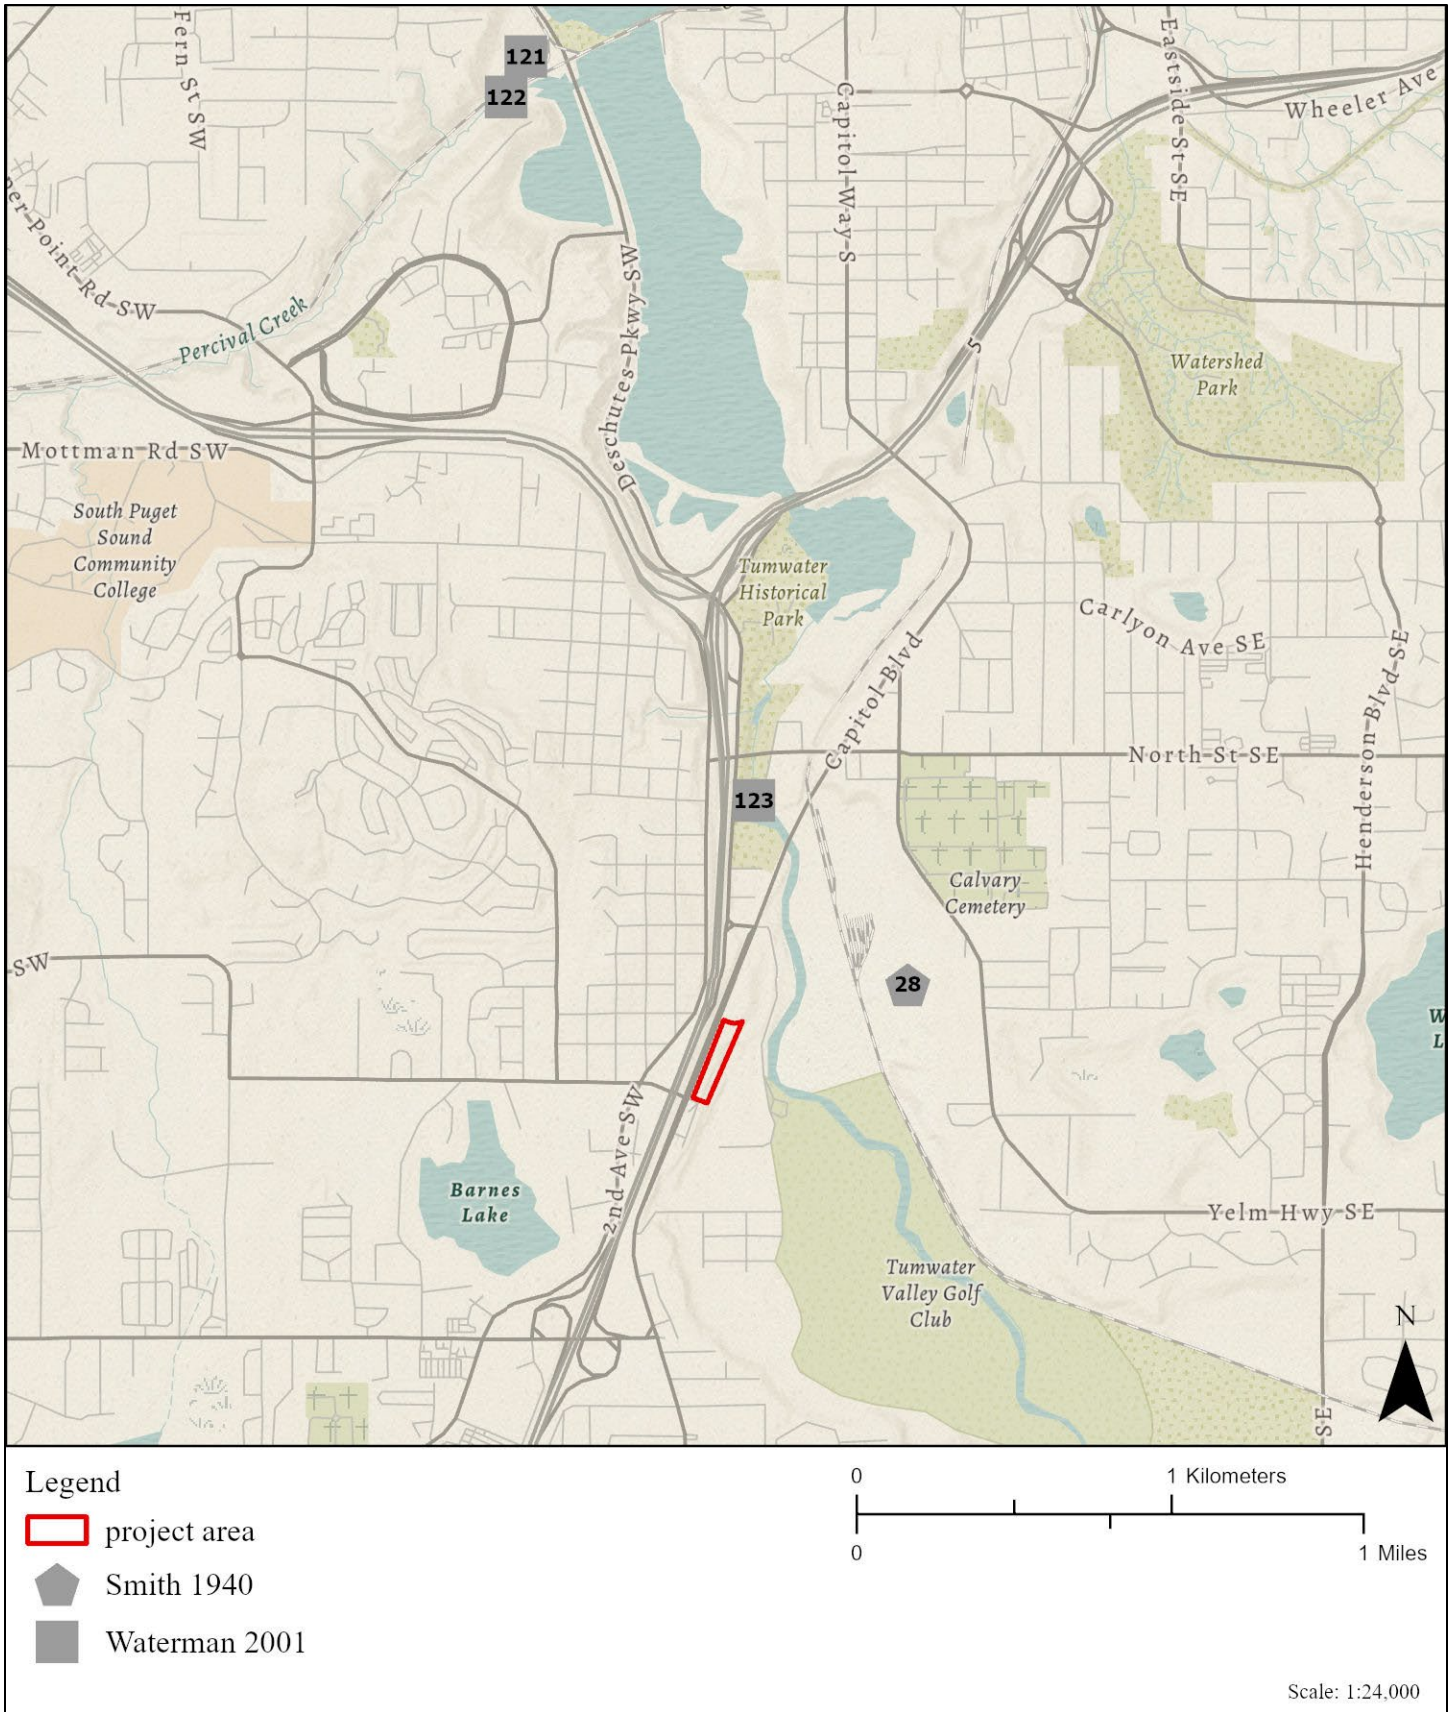 Fern St SW
121
122
Capitol Way S
Eastside St SE
Wheeler Ave
per Point Rd SW
Percival Creek
Deschutes Pkwy SW
5
Watershed
Park
Mottman Rd SW
South Puget
Sound
Community
College
Tumwater
Historical
Park
Carlyon Ave SE
Capitol Blvd
Henderson Blvd SE
North St SE
123
Calvary
Cemetery
SW
28
W
L
2nd Ave SW
Barnes
Lake
Yelm Hwy SE
Tumwater
Valley Golf
Club
N
SE
Legend
project area
Smith 1940
Waterman 2001
0
1 Kilometers
0
1 Miles
Scale: 1:24,000